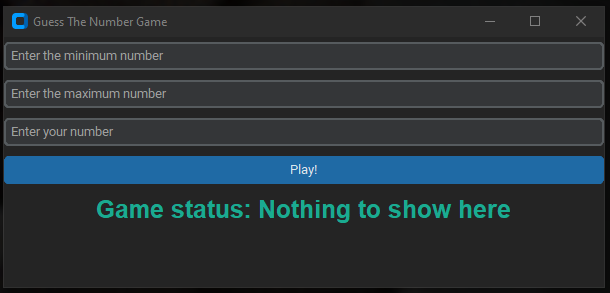 Guess The Number Game
Enter the minimum number
Enter the maximum number
Enter your number
Play!
Game status: Nothing to show here